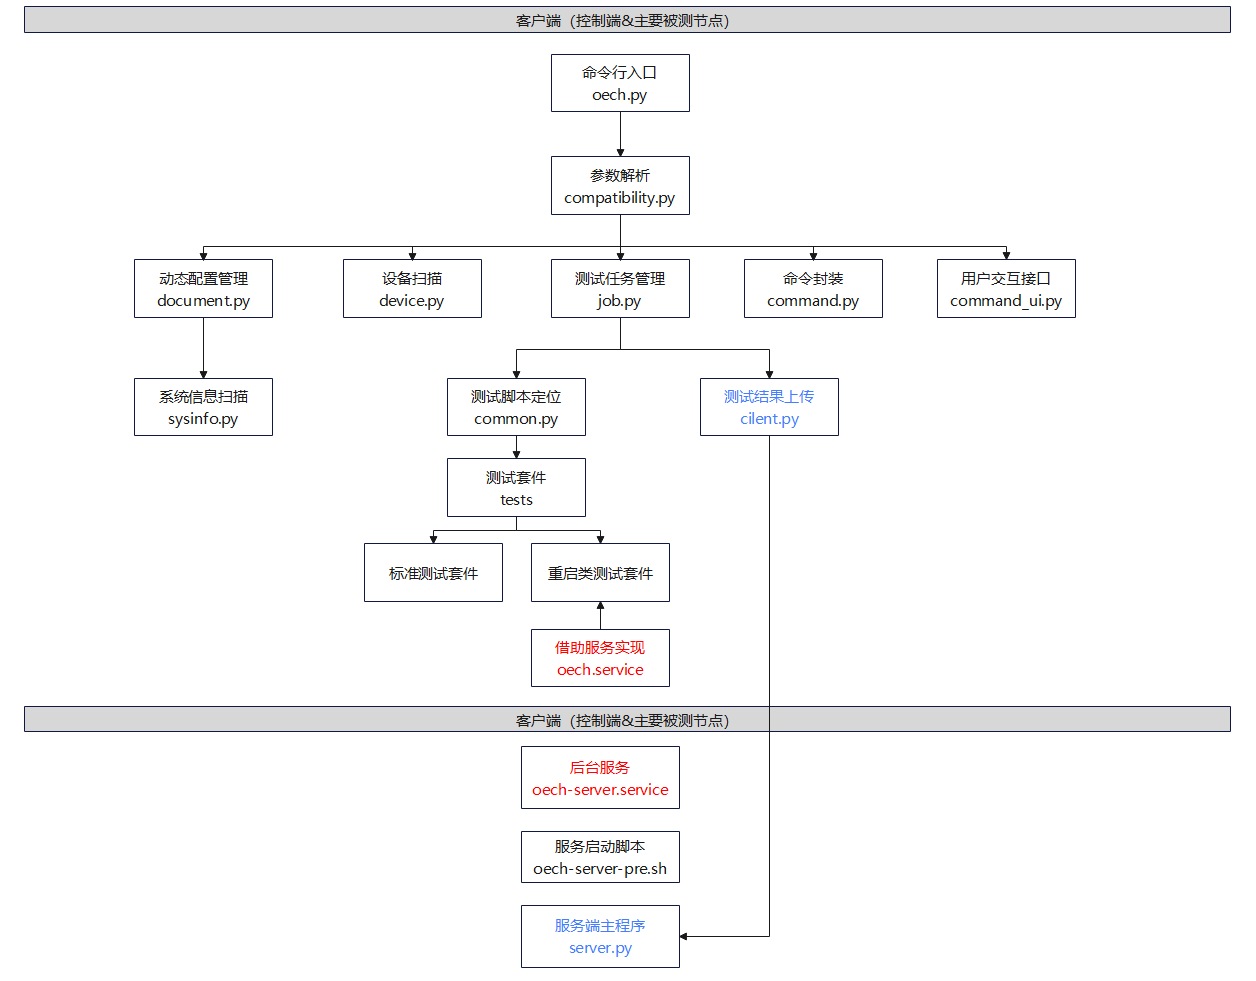 客户端（控制端&主要被测节点）
命令行入口
oech.py
参数解析
compatibility.py
动态配置管理
document.py
设备扫描
device.py
测试任务管理
job.py
命令封装
command.py
用户交互接口
command_ui.py
系统信息扫描
sysinfo.py
测试脚本定位
common.py
测试结果上传
cilent.py
测试套件
tests
标准测试套件
重启类测试套件
借助服务实现
oech.service
客户端（控制端&主要被测节点）
后台服务
oech-server.service
服务启动脚本
oech-server-pre.sh
服务端主程序
server.py